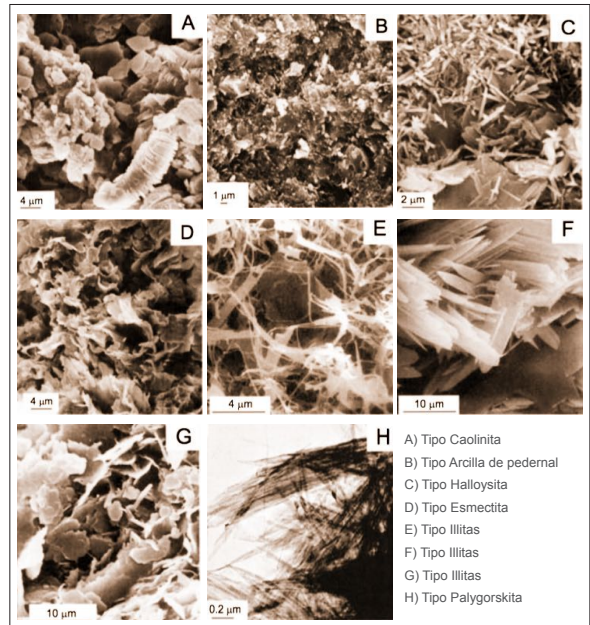 A
4 µm
B
1 µm
C
2 µm
D
4 µm
E
4 µm
F
10 µm
G
10 µm
H
0.2 µm
A) Tipo Caolinita
B) Tipo Arcilla de pedernal
C) Tipo Halloysita
D) Tipo Esmectita
E) Tipo Illitas
F) Tipo Illitas
G) Tipo Illitas
H) Tipo Palygorskita